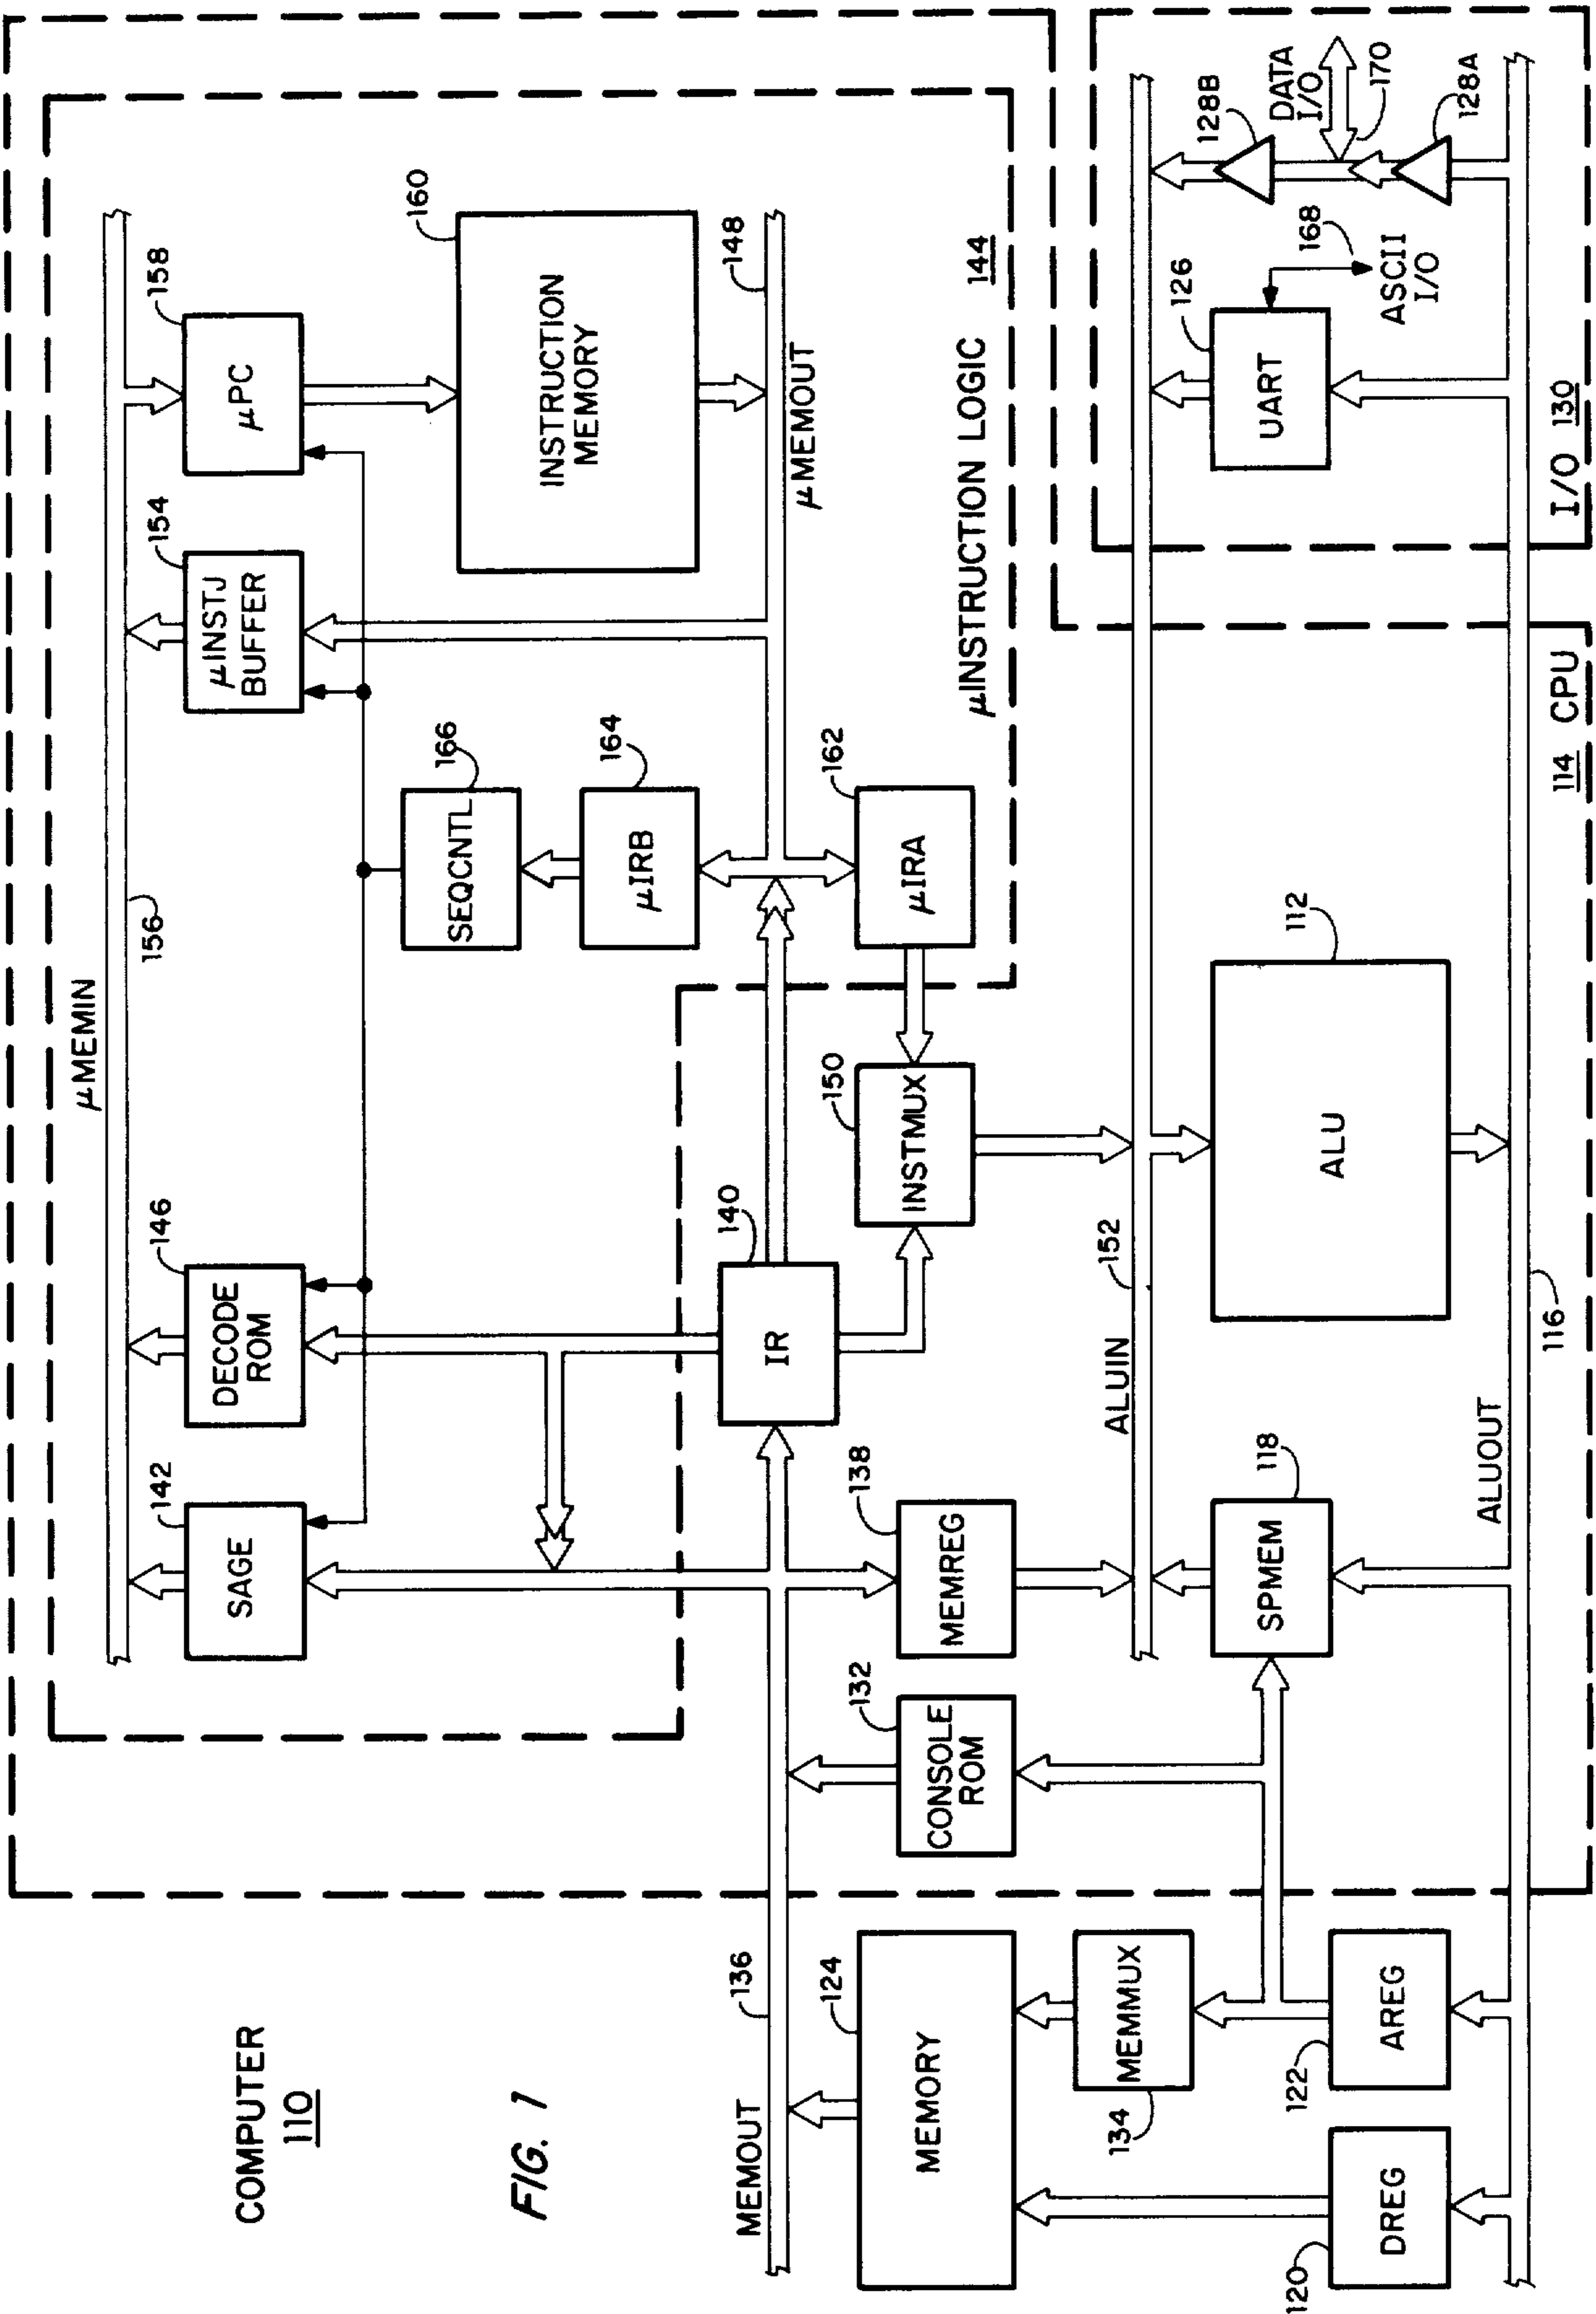 COMPUTER
110
FIG. 1
μMEMIN
156
SAGE
142
DECODE
ROM
146
μINSTJ
BUFFER
154
μPC
158
SEQCNTL
166
μIRB
164
INSTRUCTION
MEMORY
160
148
μMEMOUT
μIRA
162
μINSTRUCTION LOGIC
144
MEMOUT
136
IR
140
INSTMUX
150
MEMORY
124
CONSOLE
ROM
132
MEMREG
138
MEMMUX
134
ALUIN
152
DREG
120
AREG
122
SPMEM
118
ALU
112
ALUOUT
116
114 CPU
UART
126
ASCII
I/O
168
128B
DATA
I/O
170
128A
I/O 130